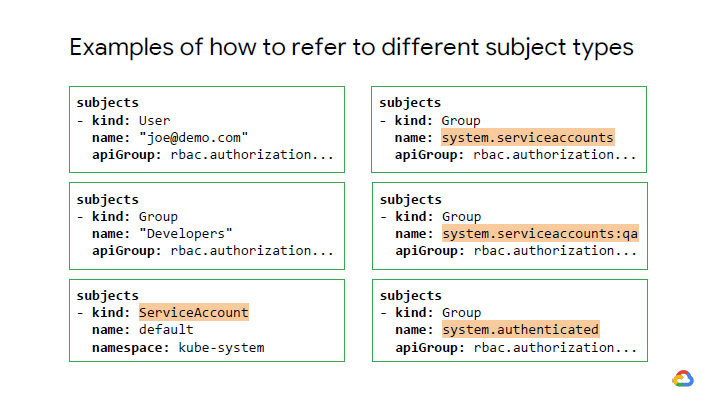 Examples of how to refer to different subject types
subjects
- kind: User
name: "joe@demo.com"
apiGroup: rbac.authorization...
subjects
- kind: Group
name: "Developers"
apiGroup: rbac.authorization...
subjects
- kind: ServiceAccount
name: default
namespace: kube-system
subjects
- kind: Group
name: system.serviceaccounts
apiGroup: rbac.authorization...
subjects
- kind: Group
name: system.serviceaccounts:qa
apiGroup: rbac.authorization...
subjects
- kind: Group
name: system.authenticated
apiGroup: rbac.authorization...